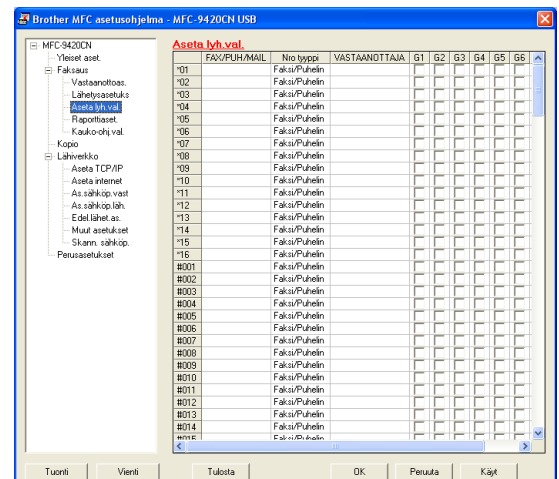 Brother MFC asetusohjelma - MFC-9420CN USB
MFC-9420CN
Yleiset aset.
Faksaus
Vastaanottoas.
Lähetysasetuks
Aseta lyh.val.
Raporttiaset.
Kauko-ohj.val.
Kopio
Lähiverkko
Aseta TCP/IP
Aseta internet
As.sähköp.vast
As.sähköp.läh.
Edel.lähet.as.
Muut asetukset
Skann. sähköp.
Perusasetukset
Aseta lyh.val.
FAX/PUH/MAIL Nro tyyppi VASTAANOTTAJA G1 G2 G3 G4 G5 G6
*01 Faksi/Puhelin
*02 Faksi/Puhelin
*03 Faksi/Puhelin
*04 Faksi/Puhelin
*05 Faksi/Puhelin
*06 Faksi/Puhelin
*07 Faksi/Puhelin
*08 Faksi/Puhelin
*09 Faksi/Puhelin
*10 Faksi/Puhelin
*11 Faksi/Puhelin
*12 Faksi/Puhelin
*13 Faksi/Puhelin
*14 Faksi/Puhelin
*15 Faksi/Puhelin
*16 Faksi/Puhelin
#001 Faksi/Puhelin
#002 Faksi/Puhelin
#003 Faksi/Puhelin
#004 Faksi/Puhelin
#005 Faksi/Puhelin
#006 Faksi/Puhelin
#007 Faksi/Puhelin
#008 Faksi/Puhelin
#009 Faksi/Puhelin
#010 Faksi/Puhelin
#011 Faksi/Puhelin
#012 Faksi/Puhelin
#013 Faksi/Puhelin
#014 Faksi/Puhelin
#015 Faksi/Puhelin
Tuonti Vienti Tulosta OK Peruuta Käyt